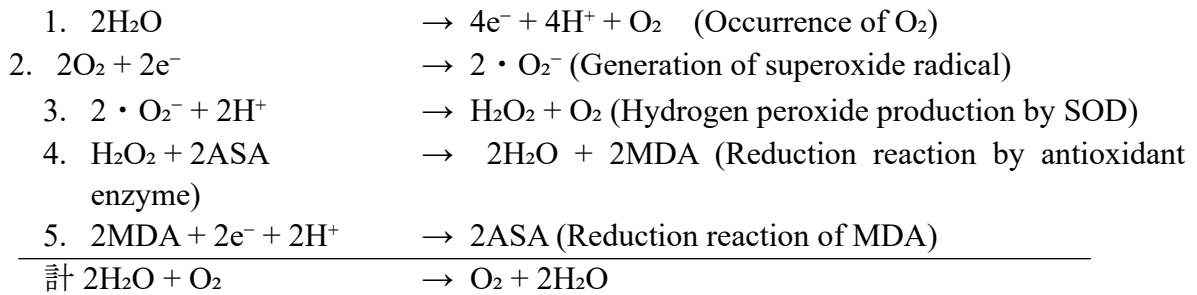 1. 2H₂O → 4e⁻ + 4H⁺ + O₂ (Occurrence of O₂)
2. 2O₂ + 2e⁻ → 2・O₂⁻ (Generation of superoxide radical)
3. 2・O₂⁻ + 2H⁺ → H₂O₂ + O₂ (Hydrogen peroxide production by SOD)
4. H₂O₂ + 2ASA → 2H₂O + 2MDA (Reduction reaction by antioxidant
enzyme)
5. 2MDA + 2e⁻ + 2H⁺ → 2ASA (Reduction reaction of MDA)
計 2H₂O + O₂ → O₂ + 2H₂O